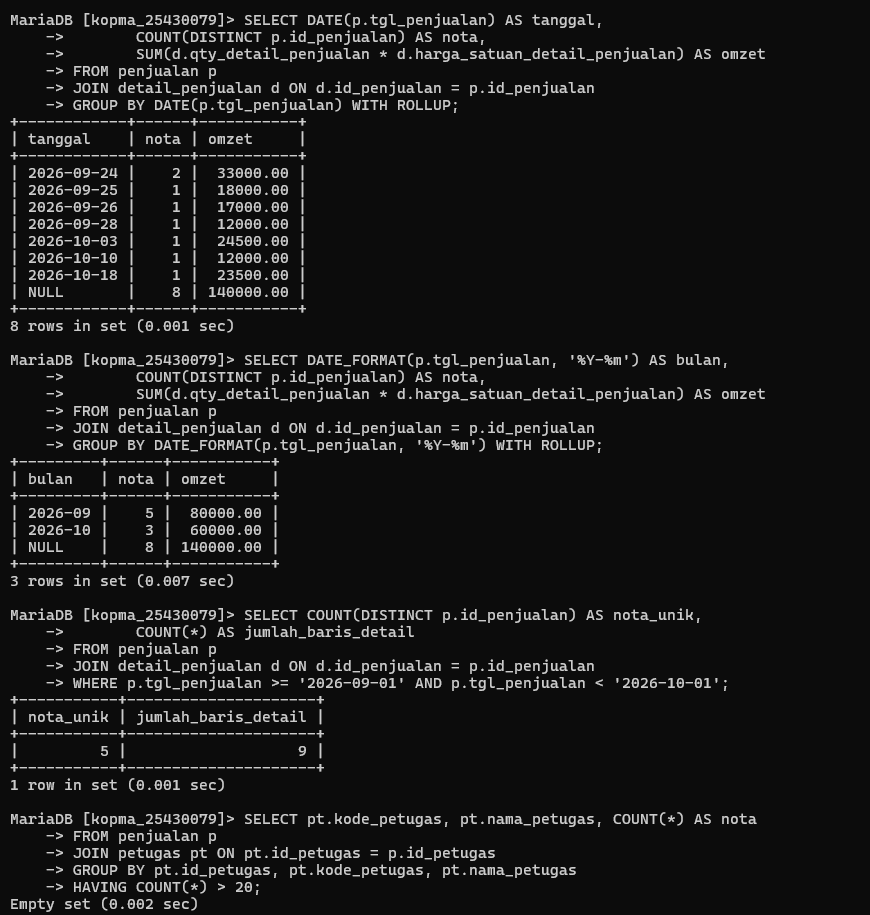 MariaDB [kopma_25430079]> SELECT DATE(p.tgl_penjualan) AS tanggal,
    ->        COUNT(DISTINCT p.id_penjualan) AS nota,
    ->        SUM(d.qty_detail_penjualan * d.harga_satuan_detail_penjualan) AS omzet
    -> FROM penjualan p
    -> JOIN detail_penjualan d ON d.id_penjualan = p.id_penjualan
    -> GROUP BY DATE(p.tgl_penjualan) WITH ROLLUP;
+------------+------+-----------+
| tanggal    | nota | omzet     |
+------------+------+-----------+
| 2026-09-24 |    2 |  33000.00 |
| 2026-09-25 |    1 |  18000.00 |
| 2026-09-26 |    1 |  17000.00 |
| 2026-09-28 |    1 |  12000.00 |
| 2026-10-03 |    1 |  24500.00 |
| 2026-10-10 |    1 |  12000.00 |
| 2026-10-18 |    1 |  23500.00 |
| NULL       |    8 | 140000.00 |
+------------+------+-----------+
8 rows in set (0.001 sec)

MariaDB [kopma_25430079]> SELECT DATE_FORMAT(p.tgl_penjualan, '%Y-%m') AS bulan,
    ->        COUNT(DISTINCT p.id_penjualan) AS nota,
    ->        SUM(d.qty_detail_penjualan * d.harga_satuan_detail_penjualan) AS omzet
    -> FROM penjualan p
    -> JOIN detail_penjualan d ON d.id_penjualan = p.id_penjualan
    -> GROUP BY DATE_FORMAT(p.tgl_penjualan, '%Y-%m') WITH ROLLUP;
+---------+------+-----------+
| bulan   | nota | omzet     |
+---------+------+-----------+
| 2026-09 |    5 |  80000.00 |
| 2026-10 |    3 |  60000.00 |
| NULL    |    8 | 140000.00 |
+---------+------+-----------+
3 rows in set (0.007 sec)

MariaDB [kopma_25430079]> SELECT COUNT(DISTINCT p.id_penjualan) AS nota_unik,
    ->        COUNT(*) AS jumlah_baris_detail
    -> FROM penjualan p
    -> JOIN detail_penjualan d ON d.id_penjualan = p.id_penjualan
    -> WHERE p.tgl_penjualan >= '2026-09-01' AND p.tgl_penjualan < '2026-10-01';
+-----------+---------------------+
| nota_unik | jumlah_baris_detail |
+-----------+---------------------+
|         5 |                   9 |
+-----------+---------------------+
1 row in set (0.001 sec)

MariaDB [kopma_25430079]> SELECT pt.kode_petugas, pt.nama_petugas, COUNT(*) AS nota
    -> FROM penjualan p
    -> JOIN petugas pt ON pt.id_petugas = p.id_petugas
    -> GROUP BY pt.id_petugas, pt.kode_petugas, pt.nama_petugas
    -> HAVING COUNT(*) > 20;
Empty set (0.002 sec)